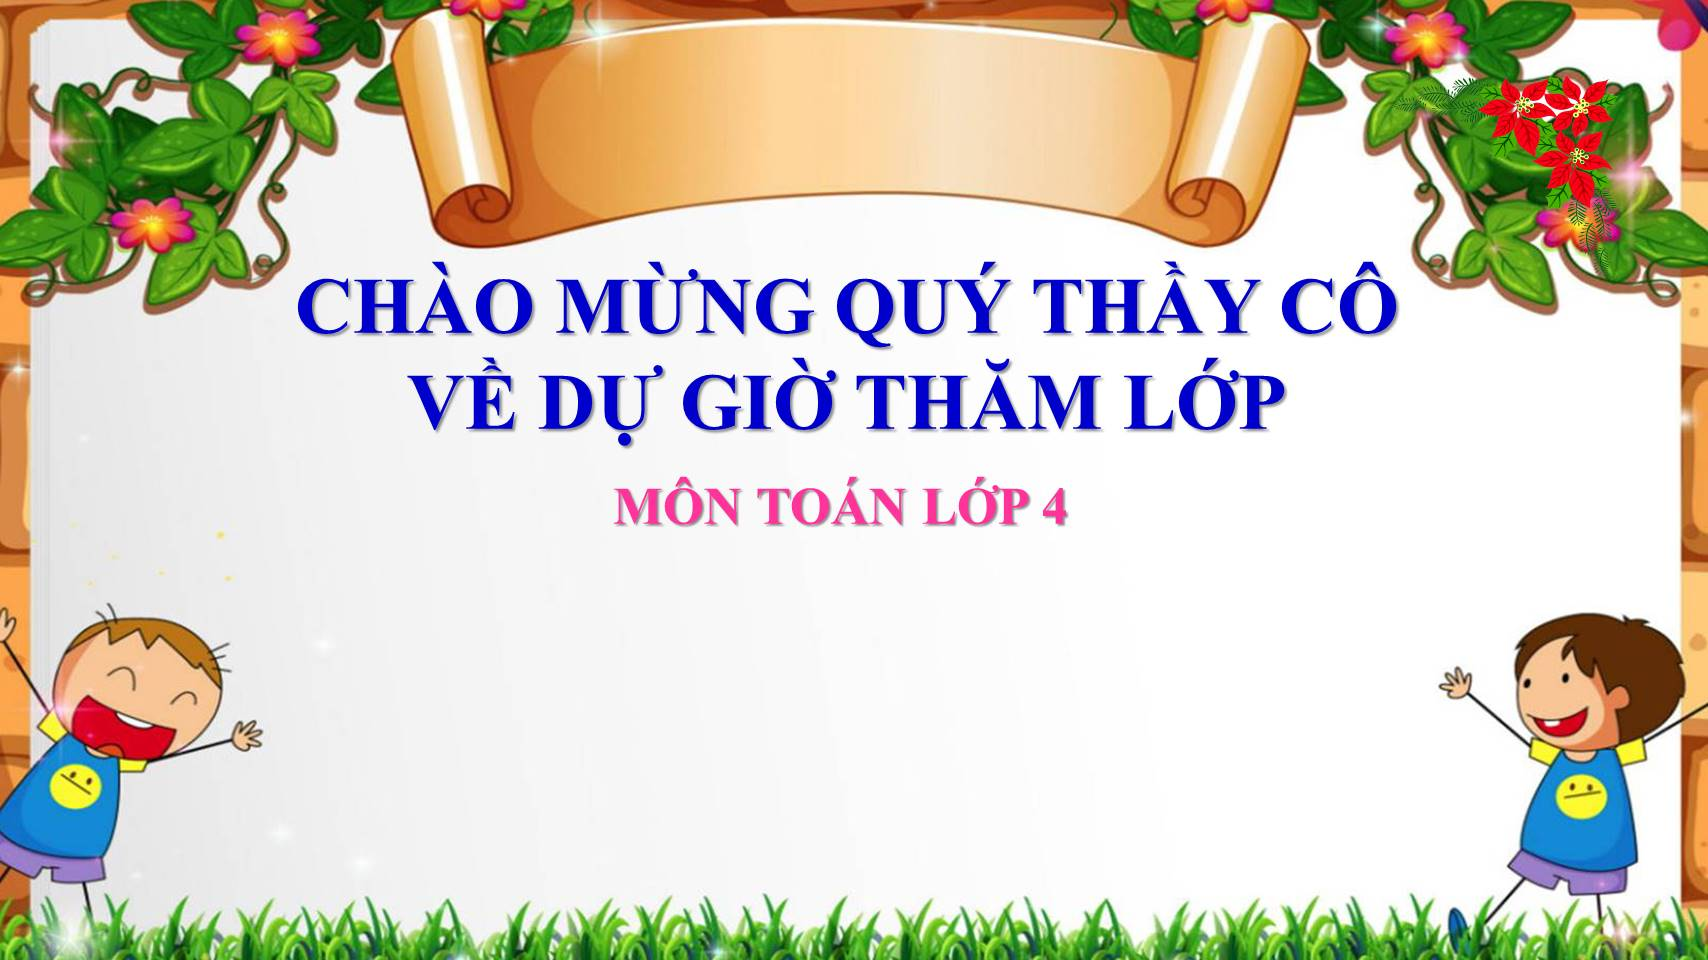 CHÀO MỪNG QUÝ THẦY CÔ
VỀ DỰ GIỜ THĂM LỚP
MÔN TOÁN LỚP 4